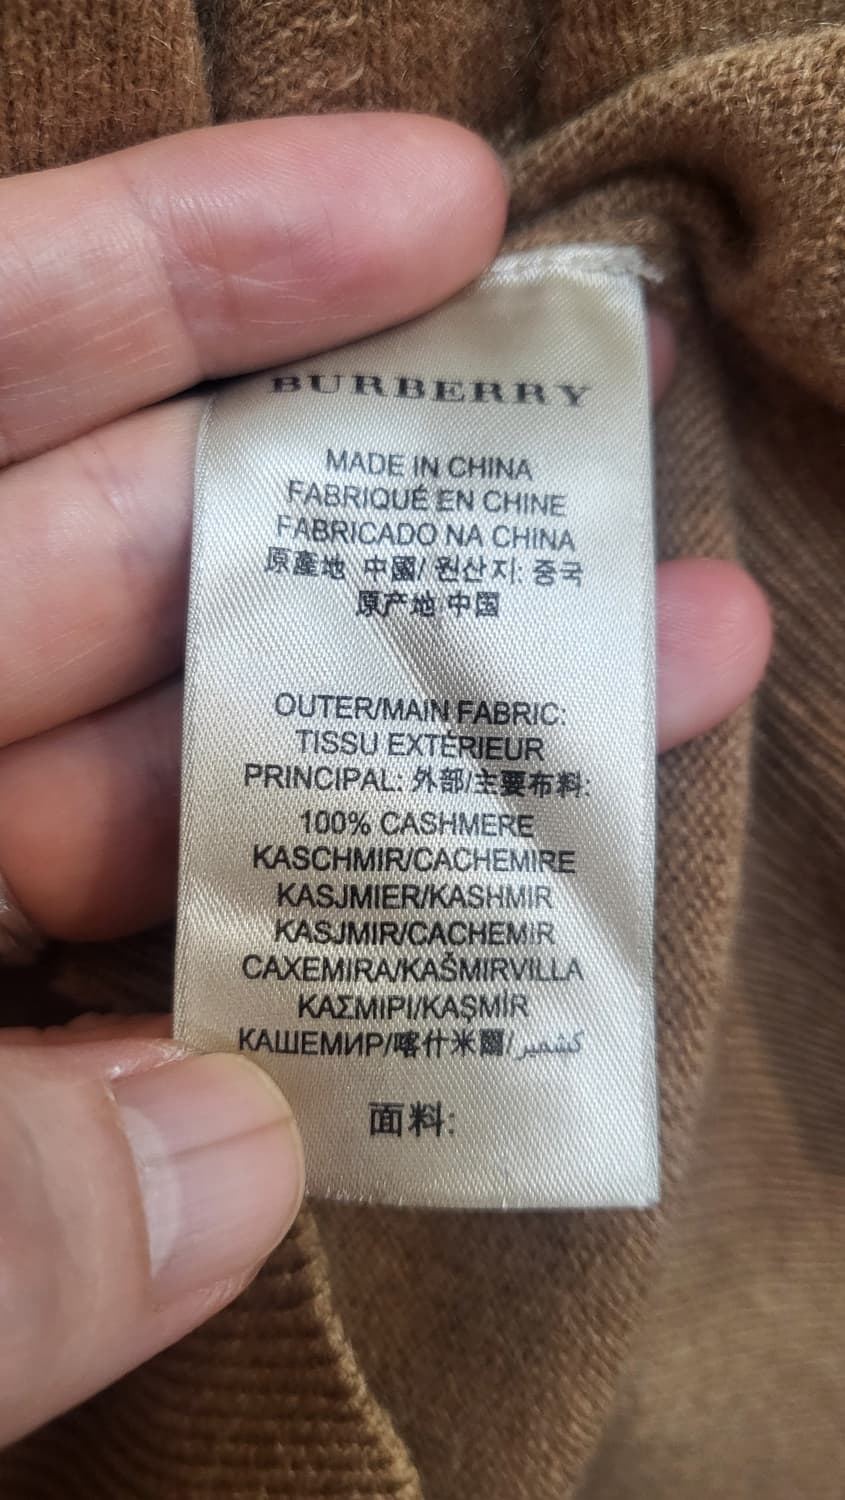 BURBERRY
MADE IN CHINA
FABRIQUÉ EN CHINE
FABRICADO NA CHINA
原產地 中國/ 원산지: 중국
原产地 中国
OUTER/MAIN FABRIC:
TISSU EXTÉRIEUR
PRINCIPAL: 外部/主要布料:
100% CASHMERE
KASCHMIR/CACHEMIRE
KASJMIER/KASHMIR
KASJMIR/CACHEMIR
CAXEMIRA/KAŠMIRVILLA
ΚΑΣΜΙΡΙ/KAŞMİR
КАШЕМИР/喀什米爾/كشمير
面料: